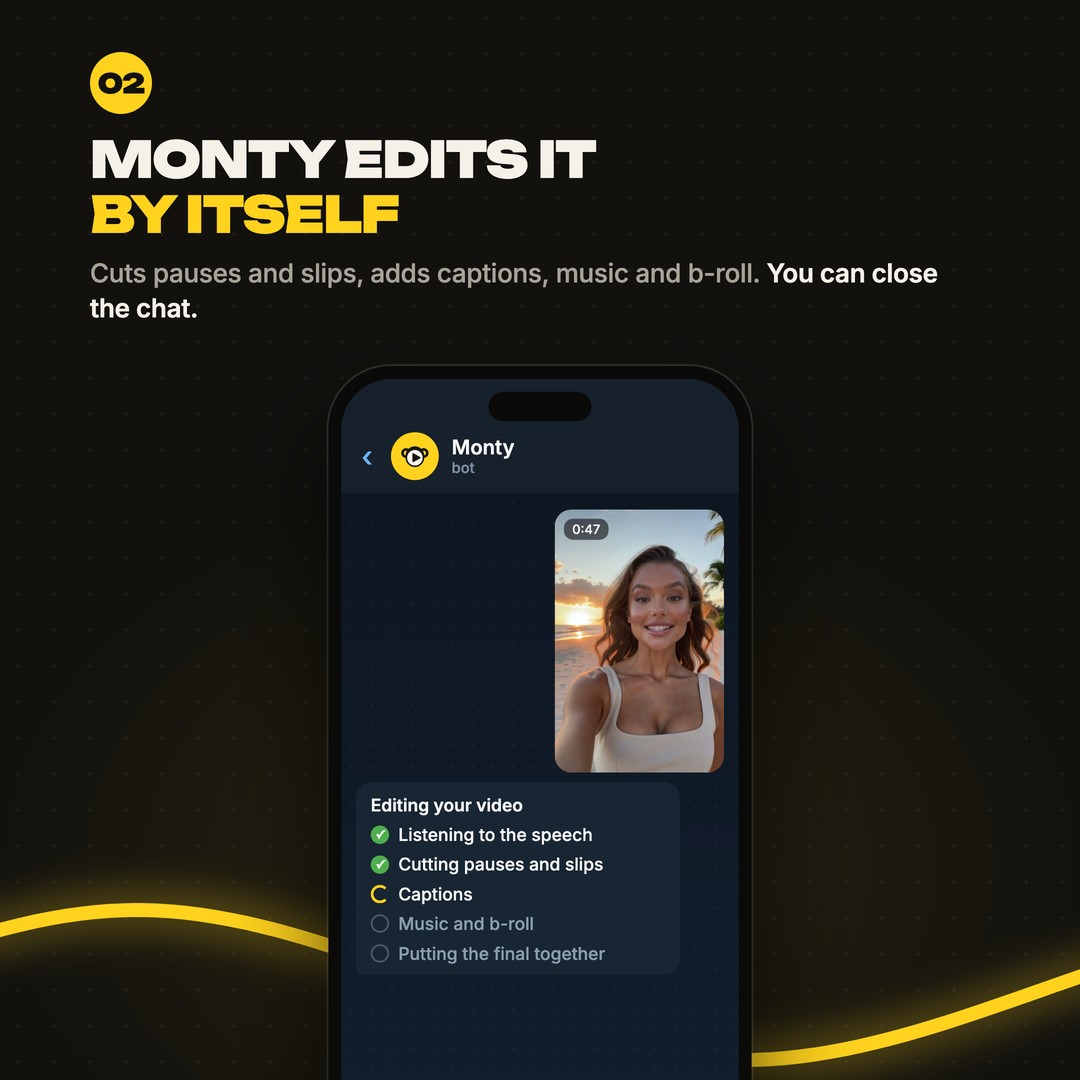 02
MONTY EDITS IT
BY ITSELF
Cuts pauses and slips, adds captions, music and b-roll. You can close
the chat.
Monty
bot
0:47
Editing your video
Listening to the speech
Cutting pauses and slips
Captions
Music and b-roll
Putting the final together